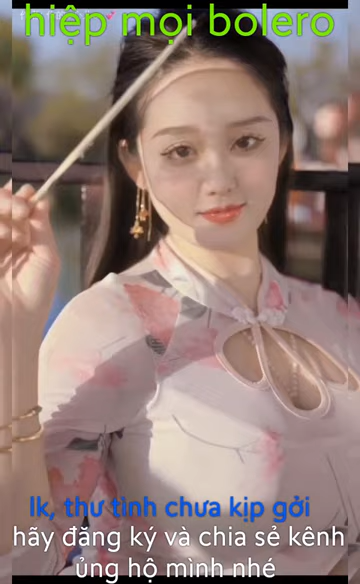 hiệp mọi bolero
lk, thư tình chưa kịp gởi
hãy đăng ký và chia sẻ kênh
ủng hộ mình nhé